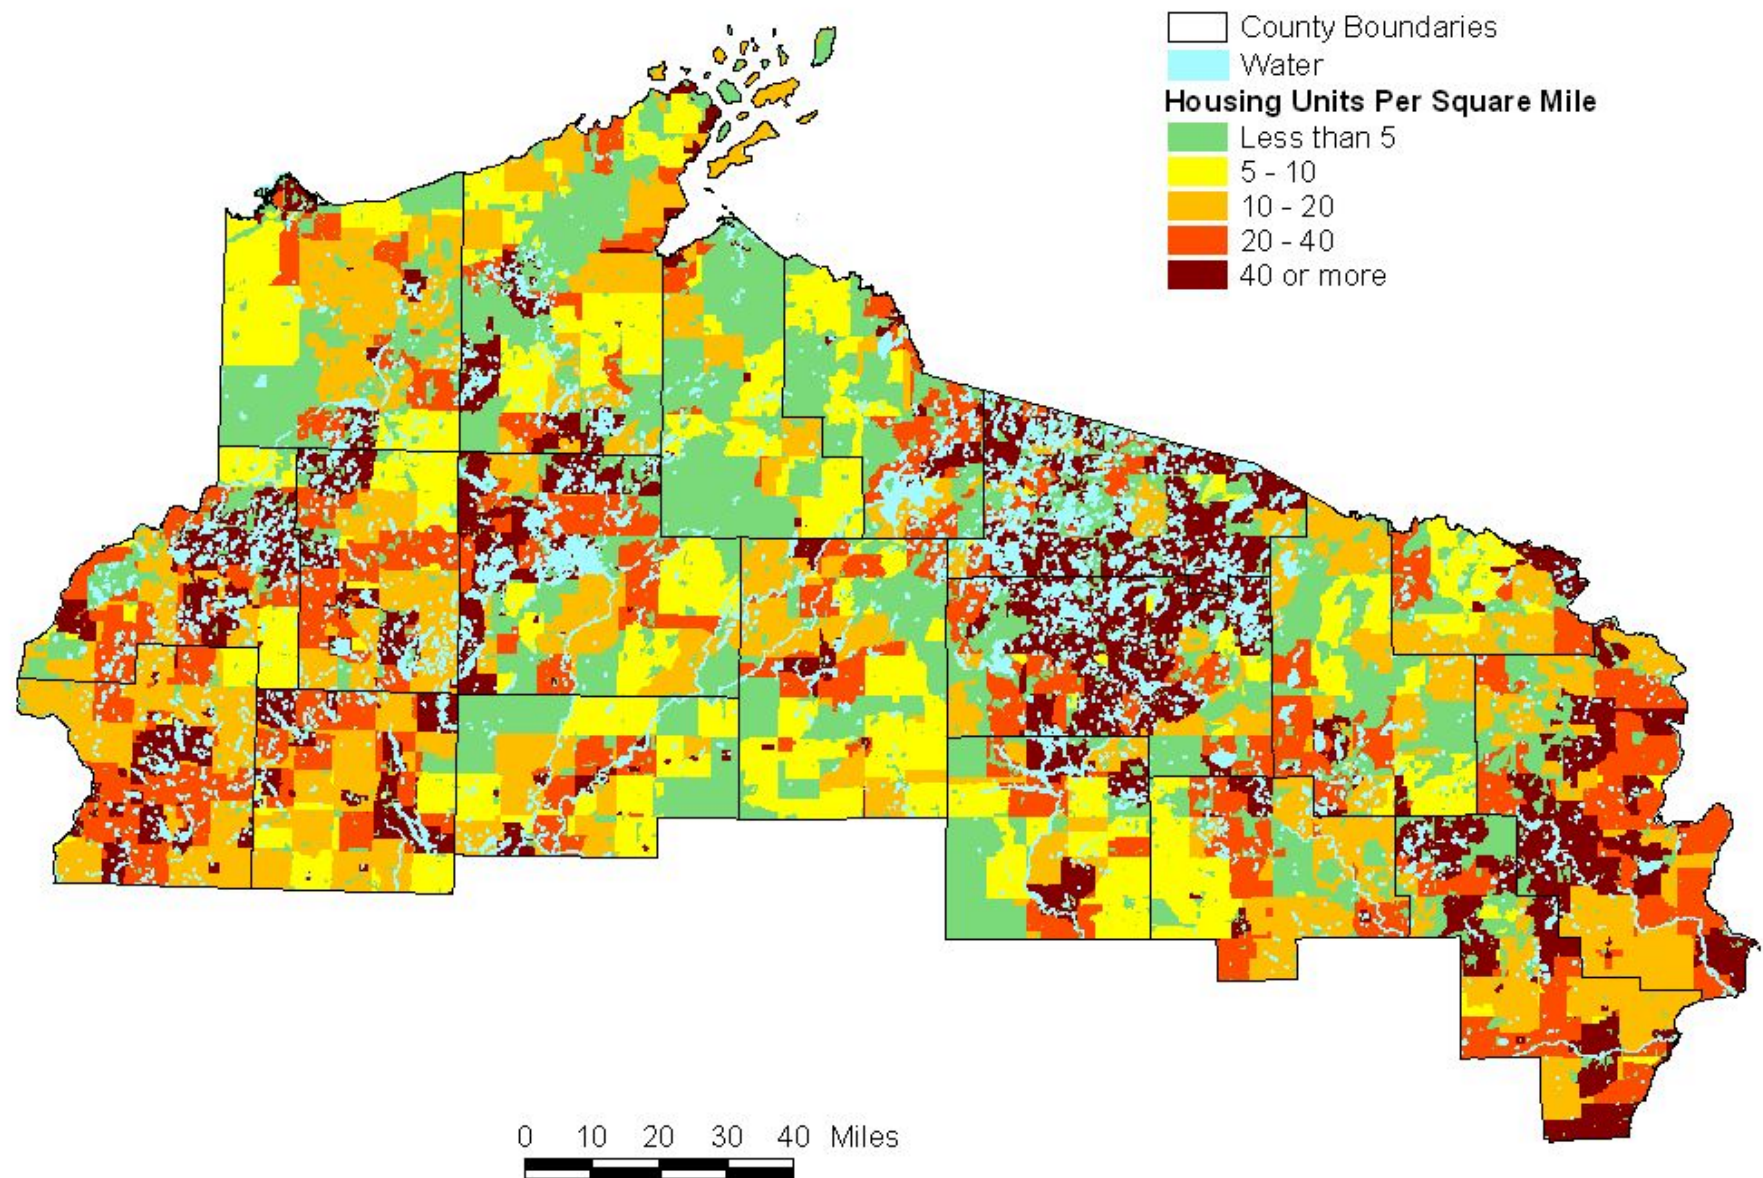 County Boundaries
Water
Housing Units Per Square Mile
Less than 5
5 - 10
10 - 20
20 - 40
40 or more
0 10 20 30 40 Miles